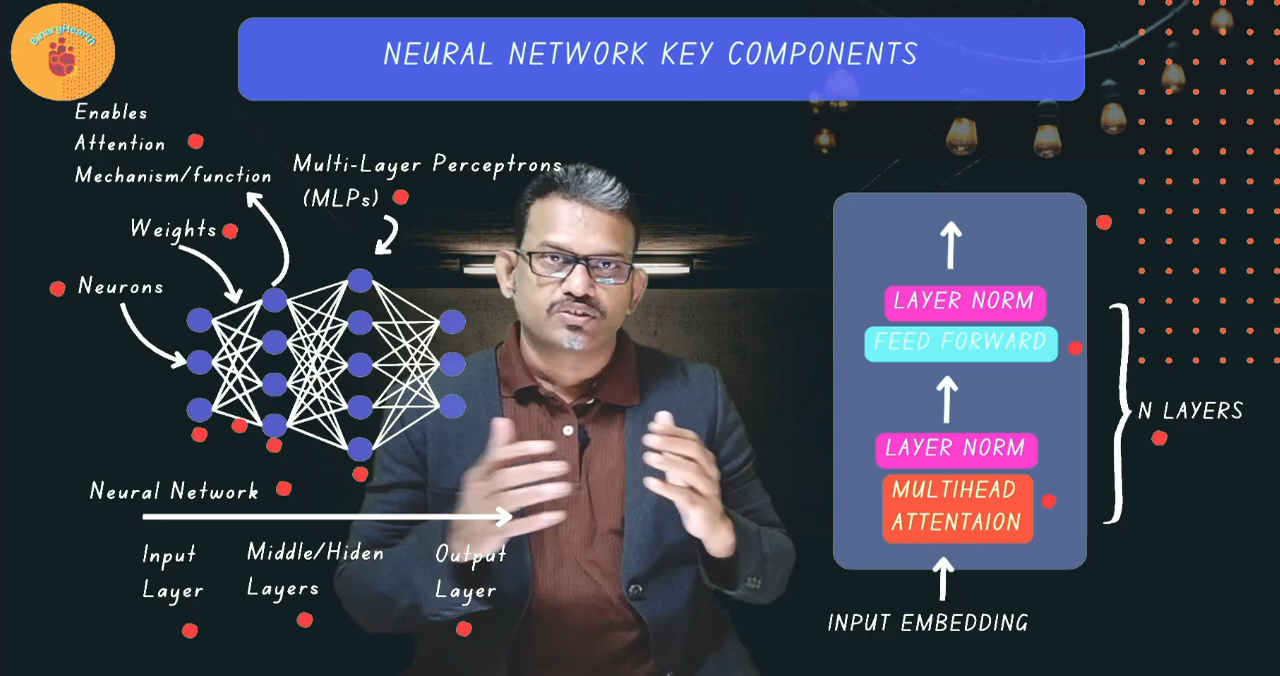 BinaryHearth
NEURAL NETWORK KEY COMPONENTS
Enables
Attention
Mechanism/function
Multi-Layer Perceptrons
(MLPs)
Weights
Neurons
Neural Network
Input
Layer
Middle/Hiden
Layers
Output
Layer
LAYER NORM
FEED FORWARD
LAYER NORM
MULTIHEAD
ATTENTAION
N LAYERS
INPUT EMBEDDING